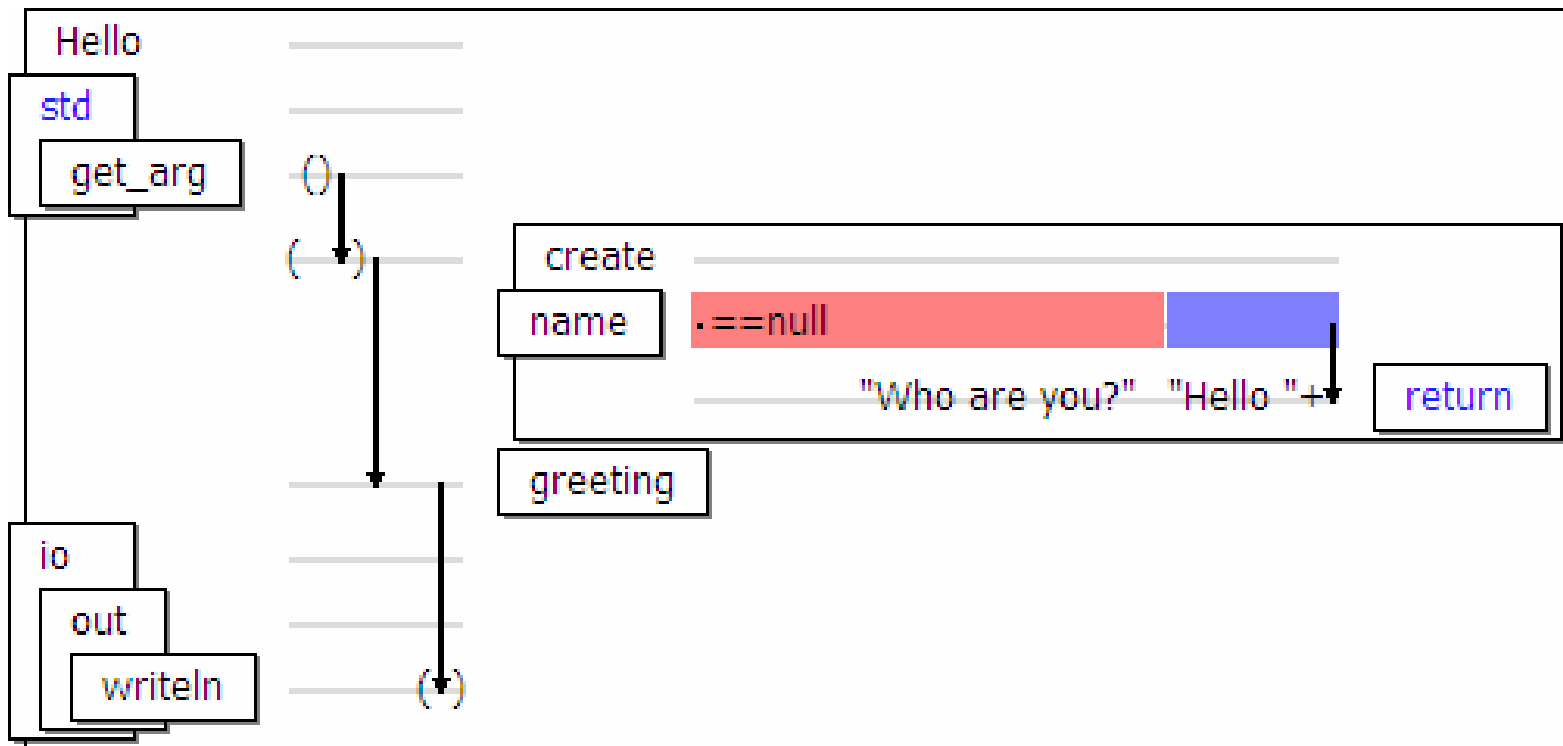 Hello
std
get_arg ()
( ) create
name .==null
"Who are you?" "Hello "+ return
greeting
io
out
writeln ( )